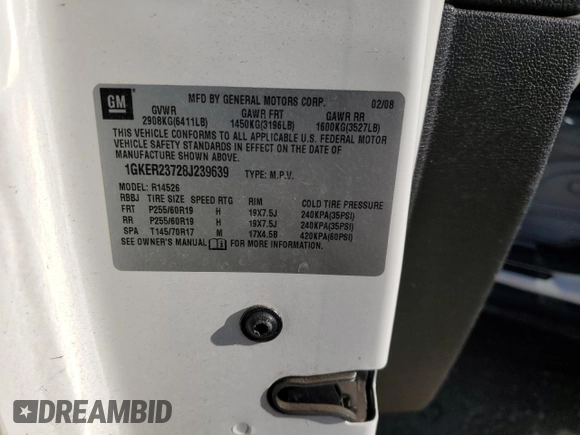 GM
MFD BY GENERAL MOTORS CORP. 02/08
GVWR GAWR FRT GAWR RR
2908KG(6411LB) 1450KG(3196LB) 1600KG(3527LB)
THIS VEHICLE CONFORMS TO ALL APPLICABLE U.S. FEDERAL MOTOR
VEHICLE SAFETY STANDARDS IN EFFECT ON THE DATE OF
MANUFACTURE SHOWN ABOVE.
1GKER23728J239639 TYPE: M.P.V.
MODEL: R14526
RBBJ TIRE SIZE SPEED RTG RIM COLD TIRE PRESSURE
FRT P255/60R19 H 19X7.5J 240KPA(35PSI)
RR P255/60R19 H 19X7.5J 240KPA(35PSI)
SPA T145/70R17 M 17X4.5B 420KPA(60PSI)
SEE OWNER'S MANUAL FOR MORE INFORMATION.
DREAMBID